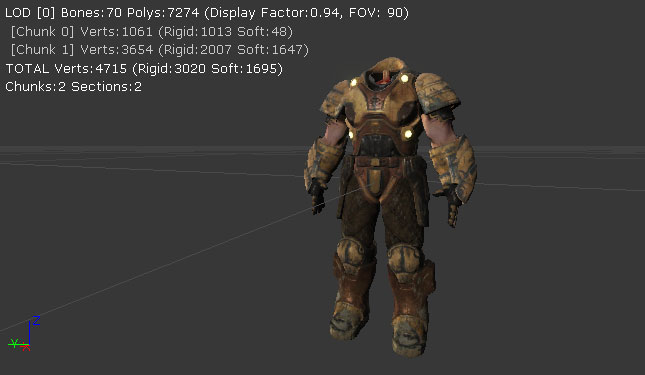 LOD [0] Bones:70 Polys:7274 (Display Factor:0.94, FOV: 90)
[Chunk 0] Verts:1061 (Rigid:1013 Soft:48)
[Chunk 1] Verts:3654 (Rigid:2007 Soft:1647)
TOTAL Verts:4715 (Rigid:3020 Soft:1695)
Chunks:2 Sections:2
Z
Y
X